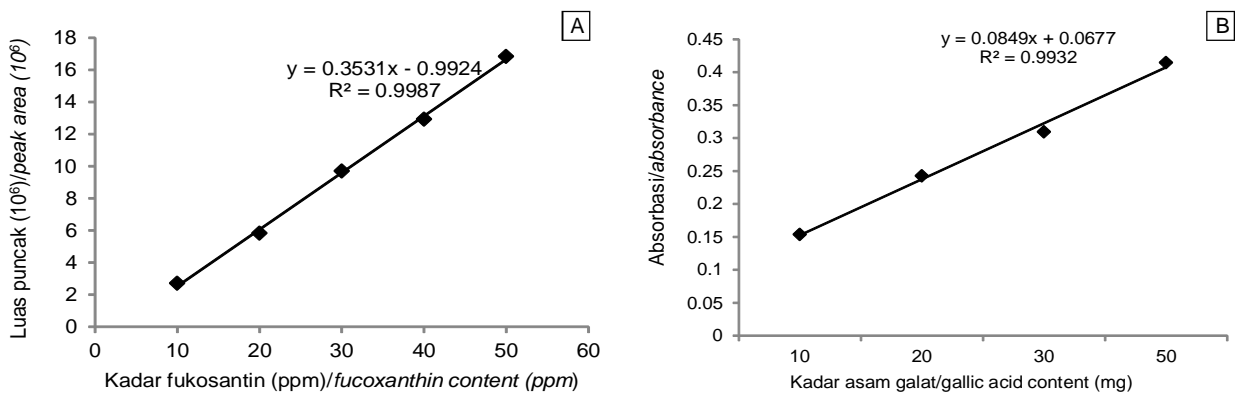 A
y = 0.3531x - 0.9924
R² = 0.9987
18
16
14
12
10
8
6
4
2
0
0 10 20 30 40 50 60
Luas puncak (10⁶)/peak area (10⁶)
Kadar fukosantin (ppm)/fucoxanthin content (ppm)
B
y = 0.0849x + 0.0677
R² = 0.9932
0.45
0.4
0.35
0.3
0.25
0.2
0.15
0.1
0.05
0
10 20 30 50
Absorbasi/absorbance
Kadar asam galat/gallic acid content (mg)